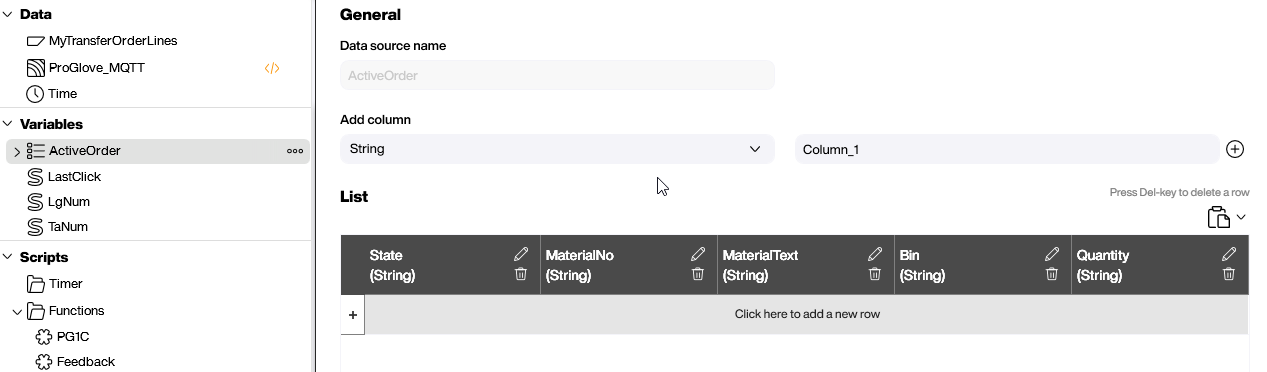 Data
MyTransferOrderLines
ProGlove_MQTT </>
Time
Variables
ActiveOrder
LastClick
LgNum
TaNum
Scripts
Timer
Functions
PG1C
Feedback
General
Data source name
ActiveOrder
Add column
String
Column_1
List
Press Del-key to delete a row
State MaterialNo MaterialText Bin Quantity
(String) (String) (String) (String) (String)
+ Click here to add a new row